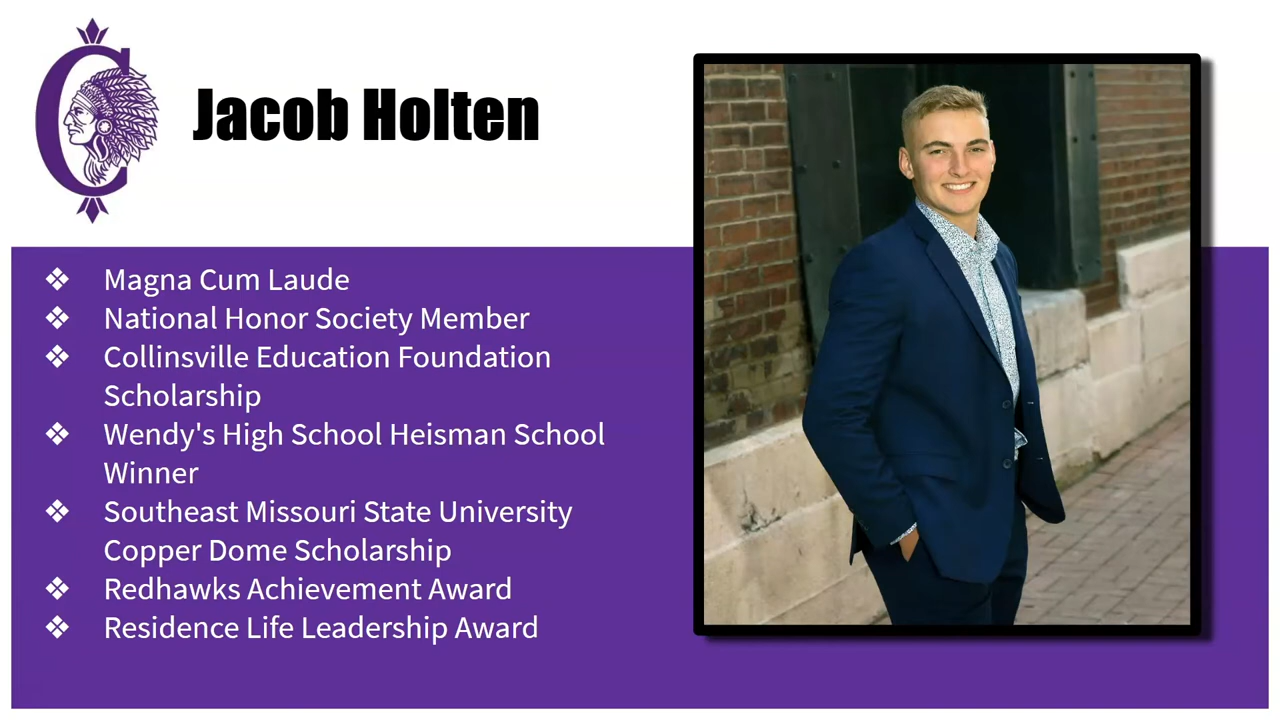 Jacob Holten
❖ Magna Cum Laude
❖ National Honor Society Member
❖ Collinsville Education Foundation
Scholarship
❖ Wendy's High School Heisman School
Winner
❖ Southeast Missouri State University
Copper Dome Scholarship
❖ Redhawks Achievement Award
❖ Residence Life Leadership Award